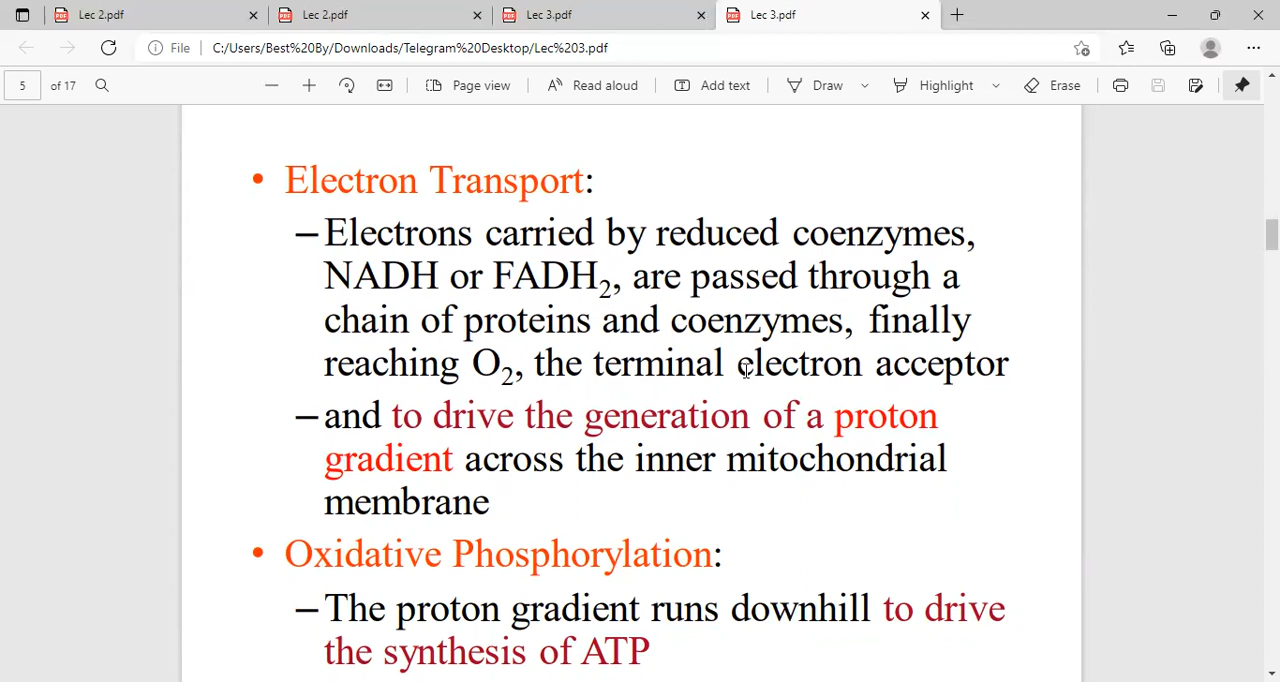 Lec 2.pdf Lec 2.pdf Lec 3.pdf Lec 3.pdf
File C:/Users/Best%20By/Downloads/Telegram%20Desktop/Lec%203.pdf
5 of 17 Page view Read aloud Add text Draw Highlight Erase
• Electron Transport:
– Electrons carried by reduced coenzymes,
NADH or FADH₂, are passed through a
chain of proteins and coenzymes, finally
reaching O₂, the terminal electron acceptor
– and to drive the generation of a proton
gradient across the inner mitochondrial
membrane
• Oxidative Phosphorylation:
– The proton gradient runs downhill to drive
the synthesis of ATP